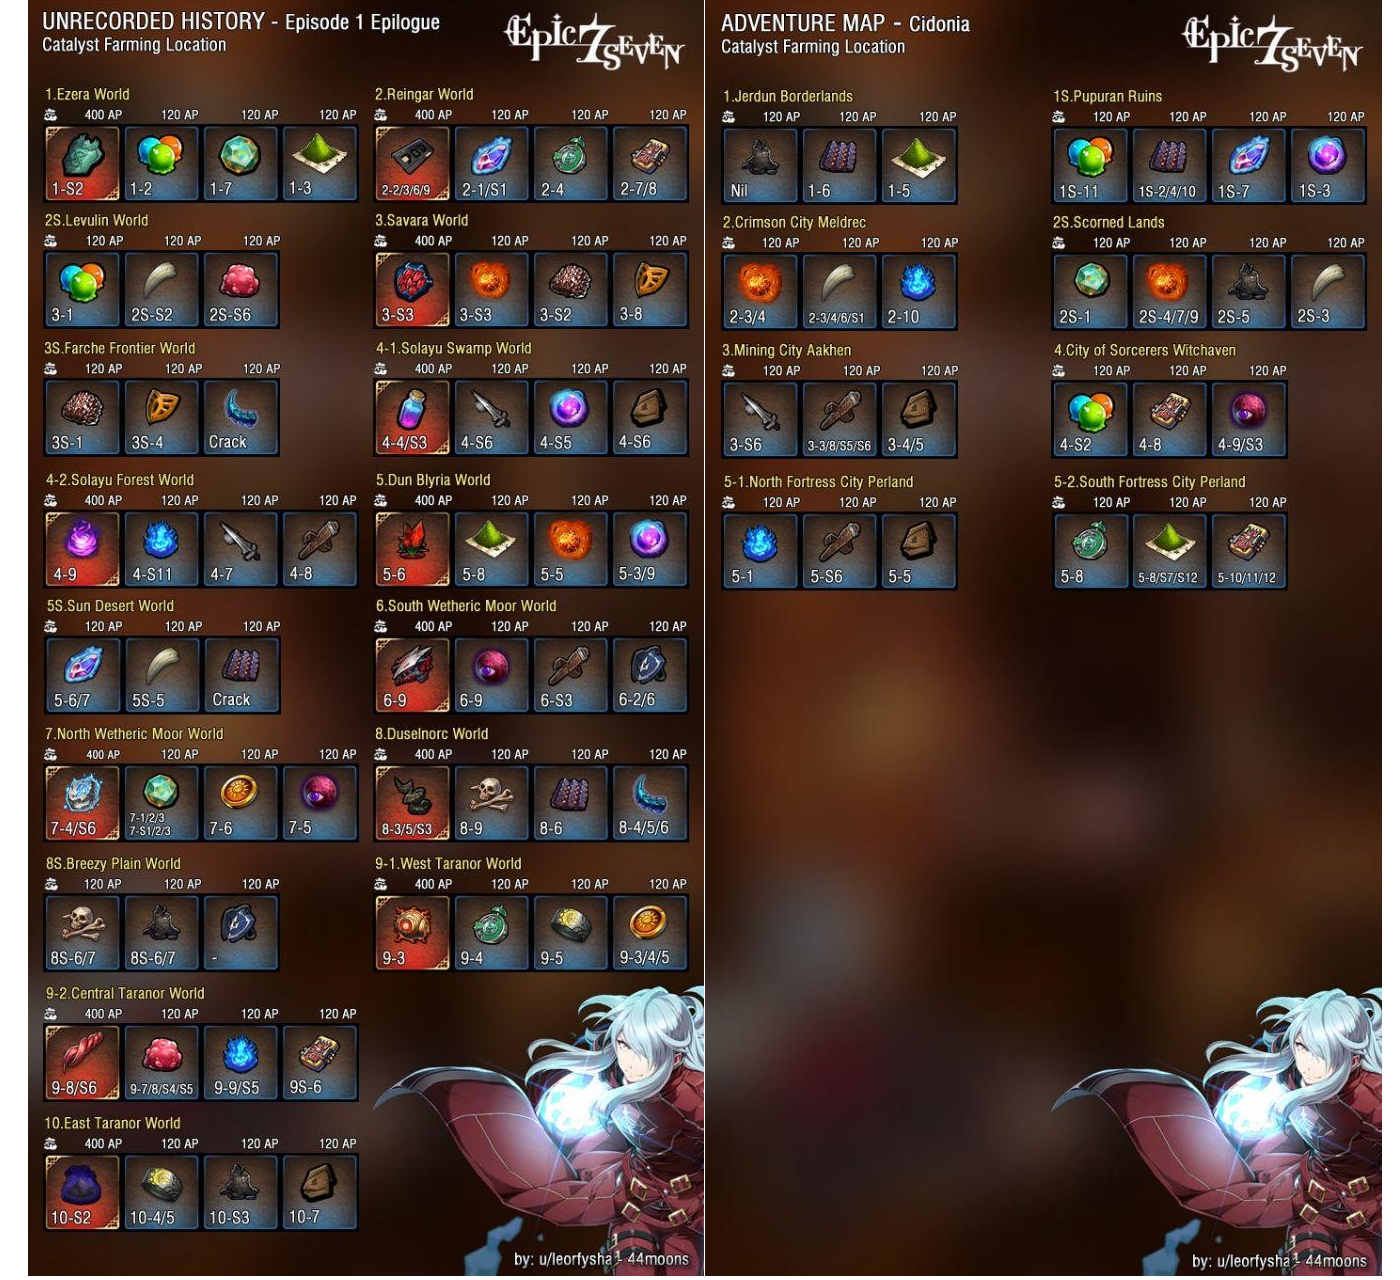 UNRECORDED HISTORY - Episode 1 Epilogue
Catalyst Farming Location
Epic SEVEN
1.Ezera World
400 AP 120 AP 120 AP 120 AP
1-S2 1-2 1-7 1-3
2.Reingar World
400 AP 120 AP 120 AP 120 AP
2-2/3/6/9 2-1/S1 2-4 2-7/8
2S.Levulin World
120 AP 120 AP 120 AP
3-1 2S-S2 2S-S6
3.Savara World
400 AP 120 AP 120 AP 120 AP
3-S3 3-S3 3-S2 3-8
3S.Farche Frontier World
120 AP 120 AP 120 AP
3S-1 3S-4 Crack
4-1.Solayu Swamp World
400 AP 120 AP 120 AP 120 AP
4-4/S3 4-S6 4-S5 4-S6
4-2.Solayu Forest World
400 AP 120 AP 120 AP 120 AP
4-9 4-S11 4-7 4-8
5.Dun Blyria World
400 AP 120 AP 120 AP 120 AP
5-6 5-8 5-5 5-3/9
5S.Sun Desert World
120 AP 120 AP 120 AP
5-6/7 5S-5 Crack
6.South Wetheric Moor World
400 AP 120 AP 120 AP 120 AP
6-9 6-9 6-S3 6-2/6
7.North Wetheric Moor World
400 AP 120 AP 120 AP 120 AP
7-4/S6 7-1/2/3 7-6 7-5
7-S1/2/3
8.Duselnorc World
400 AP 120 AP 120 AP 120 AP
8-3/5/S3 8-9 8-6 8-4/5/6
8S.Breezy Plain World
120 AP 120 AP 120 AP
8S-6/7 8S-6/7 -
9-1.West Taranor World
400 AP 120 AP 120 AP 120 AP
9-3 9-4 9-5 9-3/4/5
9-2.Central Taranor World
400 AP 120 AP 120 AP 120 AP
9-8/S6 9-7/8/S4/S5 9-9/S5 9S-6
10.East Taranor World
400 AP 120 AP 120 AP 120 AP
10-S2 10-4/5 10-S3 10-7
by: u/leorfysha - 44moons
ADVENTURE MAP - Cidonia
Catalyst Farming Location
Epic 7 SEVEN
1.Jerdun Borderlands
120 AP 120 AP 120 AP
Nil 1-6 1-5
1S.Pupuran Ruins
120 AP 120 AP 120 AP 120 AP
1S-11 1S-2/4/10 1S-7 1S-3
2.Crimson City Meldrec
120 AP 120 AP 120 AP
2-3/4 2-3/4/6/S1 2-10
2S.Scorned Lands
120 AP 120 AP 120 AP 120 AP
2S-1 2S-4/7/9 2S-5 2S-3
3.Mining City Aakhen
120 AP 120 AP 120 AP
3-S6 3-3/8/S5/S6 3-4/5
4.City of Sorcerers Witchaven
120 AP 120 AP 120 AP
4-S2 4-8 4-9/S3
5-1.North Fortress City Perland
120 AP 120 AP 120 AP
5-1 5-S6 5-5
5-2.South Fortress City Perland
120 AP 120 AP 120 AP
5-8 5-8/S7/S12 5-10/11/12
by: u/leorfysha - 44moons